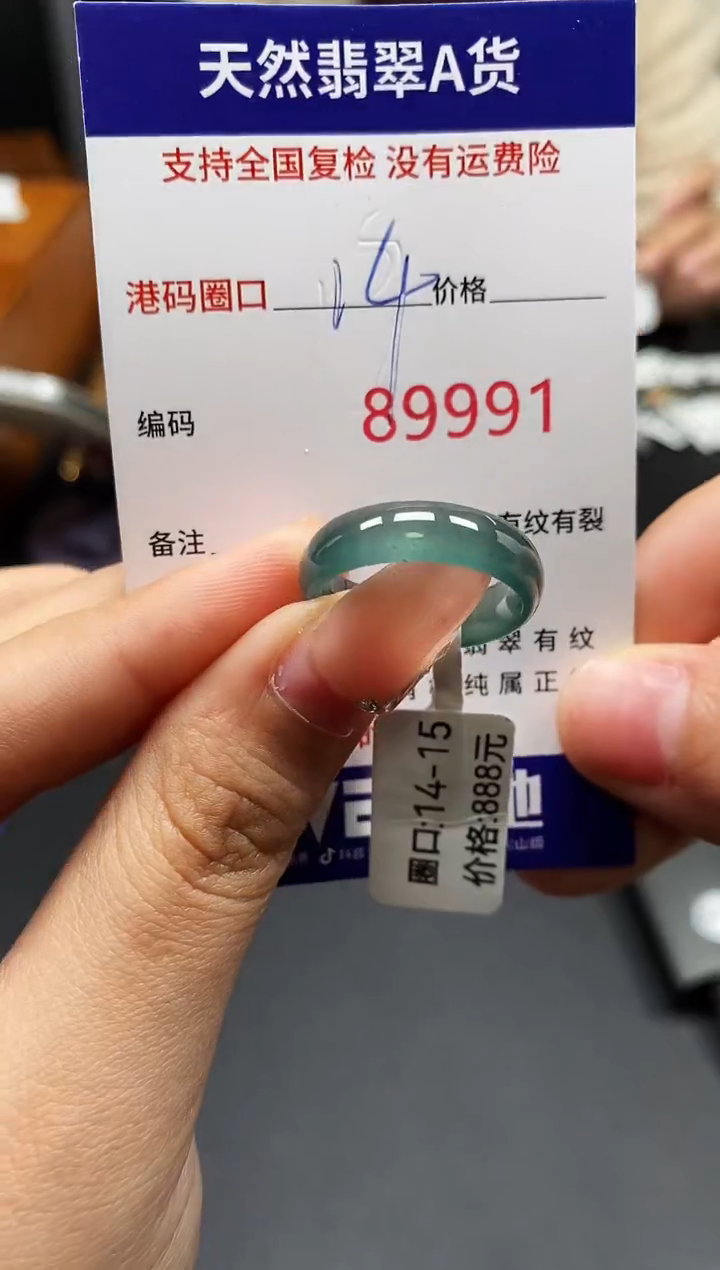 天然翡翠A货
支持全国复检 没有运费险
港码圈口 14 价格
编码 89991
备注 有纹有裂
翠有纹
纯属正
圈口:14-15
价格:888元